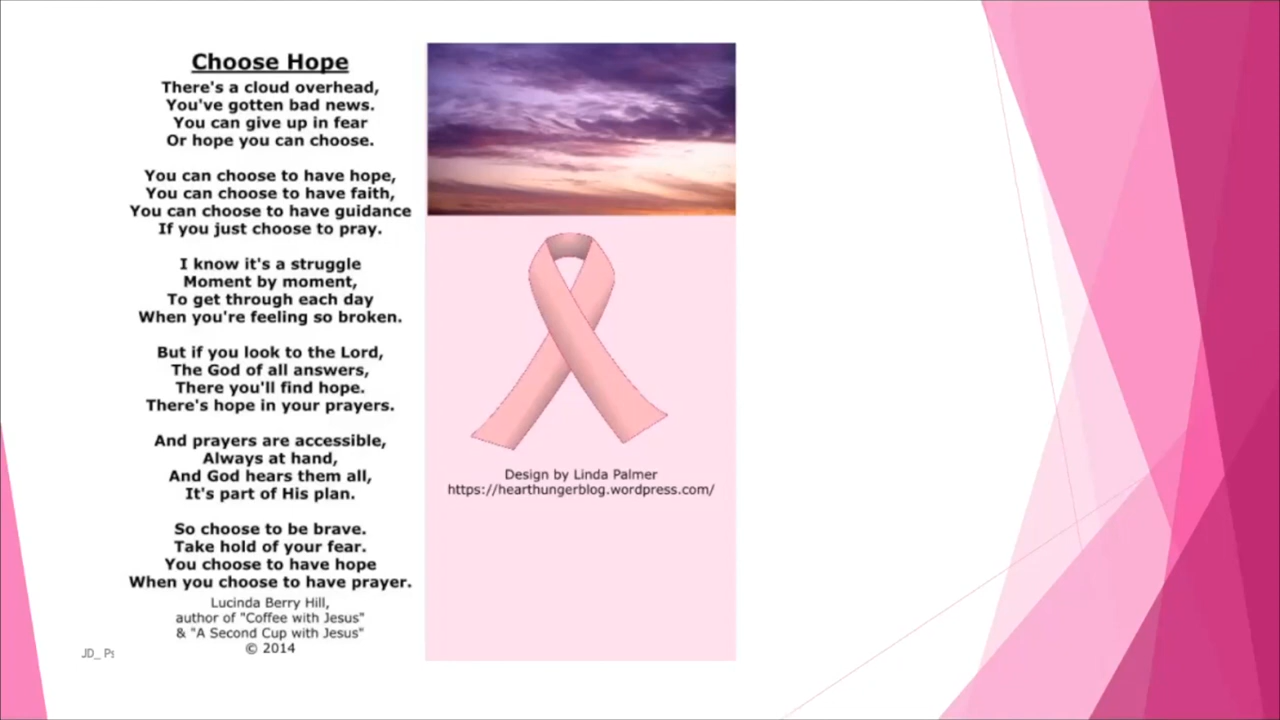 Choose Hope
There's a cloud overhead,
You've gotten bad news.
You can give up in fear
Or hope you can choose.
You can choose to have hope,
You can choose to have faith,
You can choose to have guidance
If you just choose to pray.
I know it's a struggle
Moment by moment,
To get through each day
When you're feeling so broken.
But if you look to the Lord,
The God of all answers,
There you'll find hope.
There's hope in your prayers.
And prayers are accessible,
Always at hand,
And God hears them all,
It's part of His plan.
So choose to be brave.
Take hold of your fear.
You choose to have hope
When you choose to have prayer.
Lucinda Berry Hill,
author of "Coffee with Jesus"
& "A Second Cup with Jesus"
© 2014
Design by Linda Palmer
https://hearthungerblog.wordpress.com/
JD_